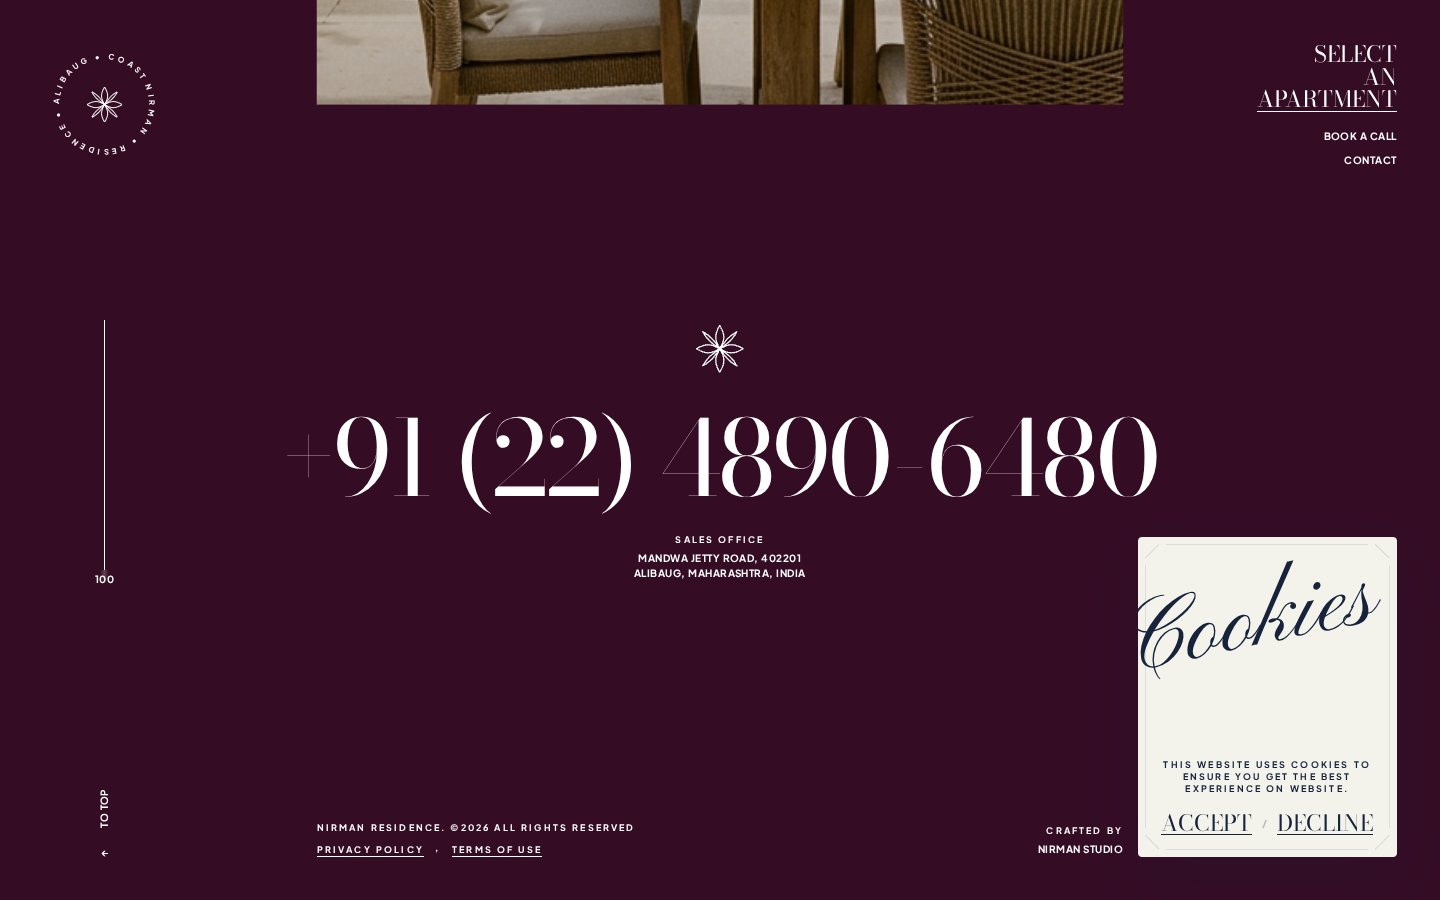 COAST NIRMAN • RESIDENCE • ALIBAUG •
SELECT
AN
APARTMENT
BOOK A CALL
CONTACT
+91 (22) 4890-6480
SALES OFFICE
MANDWA JETTY ROAD, 402201
ALIBAUG, MAHARASHTRA, INDIA
100
Cookies
THIS WEBSITE USES COOKIES TO
ENSURE YOU GET THE BEST
EXPERIENCE ON WEBSITE.
ACCEPT / DECLINE
TO TOP
NIRMAN RESIDENCE. ©2026 ALL RIGHTS RESERVED
PRIVACY POLICY
TERMS OF USE
CRAFTED BY
NIRMAN STUDIO